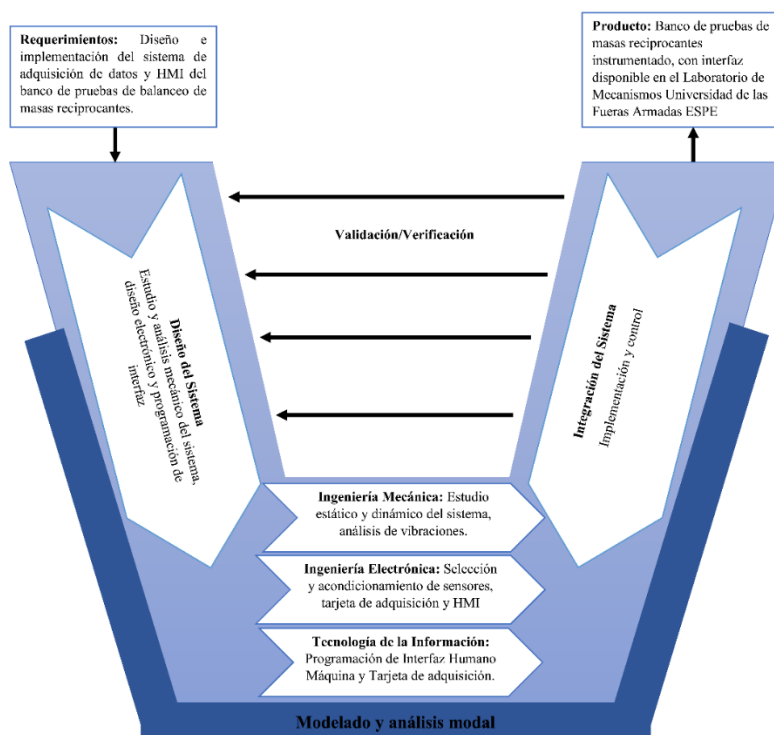 Requerimientos: Diseño e
implementación del sistema de
adquisición de datos y HMI del
banco de pruebas de balanceo de
masas reciprocantes.
Producto: Banco de pruebas de
masas reciprocantes
instrumentado, con interfaz
disponible en el Laboratorio de
Mecanismos Universidad de las
Fueras Armadas ESPE
Validación/Verificación
Diseño del Sistema
Estudio y análisis mecánico del sistema,
diseño electrónico y programación de
interfaz
Integración del Sistema
Implementación y control
Ingeniería Mecánica: Estudio
estático y dinámico del sistema,
análisis de vibraciones.
Ingeniería Electrónica: Selección
y acondicionamiento de sensores,
tarjeta de adquisición y HMI
Tecnología de la Información:
Programación de Interfaz Humano
Máquina y Tarjeta de adquisición.
Modelado y análisis modal